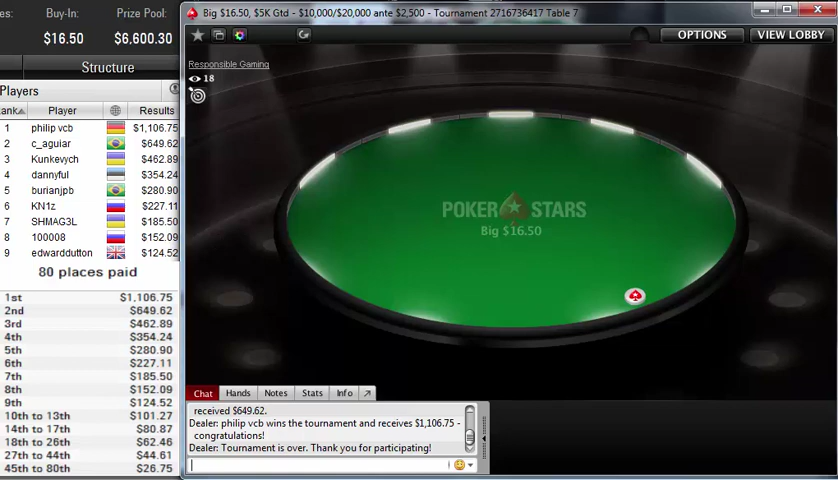 es:
Buy-In:
Prize Pool:
$16.50
$6,600.30
Structure
Players
ank
Player
Results
1 philip vcb $1,106.75
2 c_aguiar $649.62
3 Kunkevych $462.89
4 dannyful $354.24
5 burianjpb $280.90
6 KN1z $227.11
7 SHMAG3L $185.50
8 100008 $152.09
9 edwarddutton $124.52
80 places paid
1st $1,106.75
2nd $649.62
3rd $462.89
4th $354.24
5th $280.90
6th $227.11
7th $185.50
8th $152.09
9th $124.52
10th to 13th $101.27
14th to 17th $80.87
18th to 26th $62.46
27th to 44th $44.61
45th to 80th $26.75
Big $16.50, $5K Gtd - $10,000/$20,000 ante $2,500 - Tournament 2716736417 Table 7
OPTIONS
VIEW LOBBY
Responsible Gaming
18
POKER STARS
Big $16.50
Chat Hands Notes Stats Info
received $649.62.
Dealer: philip vcb wins the tournament and receives $1,106.75 -
congratulations!
Dealer: Tournament is over. Thank you for participating!